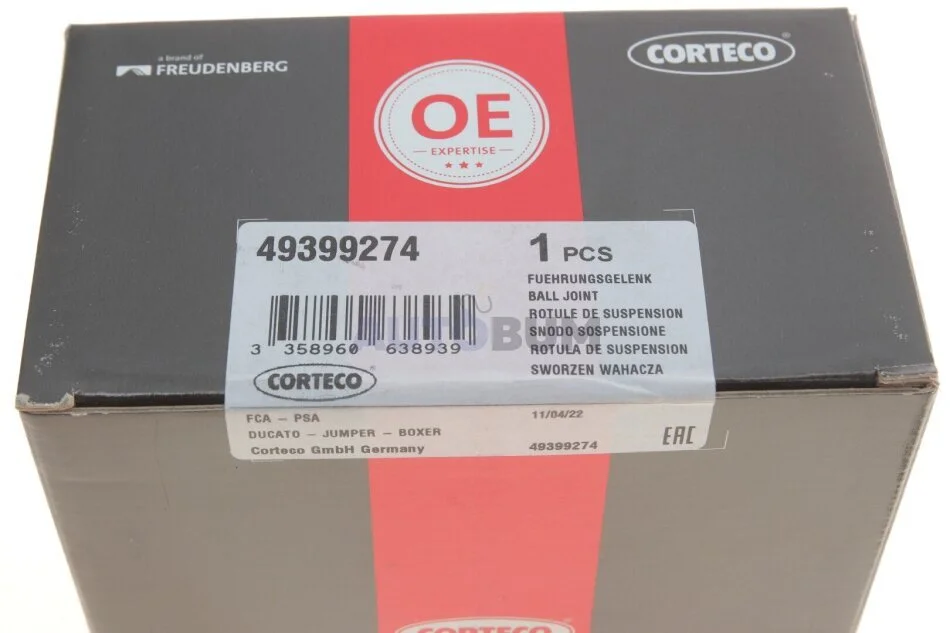 a brand of
FREUDENBERG
CORTECO
OE
EXPERTISE
49399274
1 PCS
FUEHRUNGSGELENK
BALL JOINT
ROTULE DE SUSPENSION
SNODO SOSPENSIONE
ROTULA DE SUSPENSION
SWORZEN WAHACZA
AUTOBUM
3 358960 638939
CORTECO
FCA - PSA
11/04/22
DUCATO - JUMPER - BOXER
Corteco GmbH Germany
49399274
EAC
CORTECO